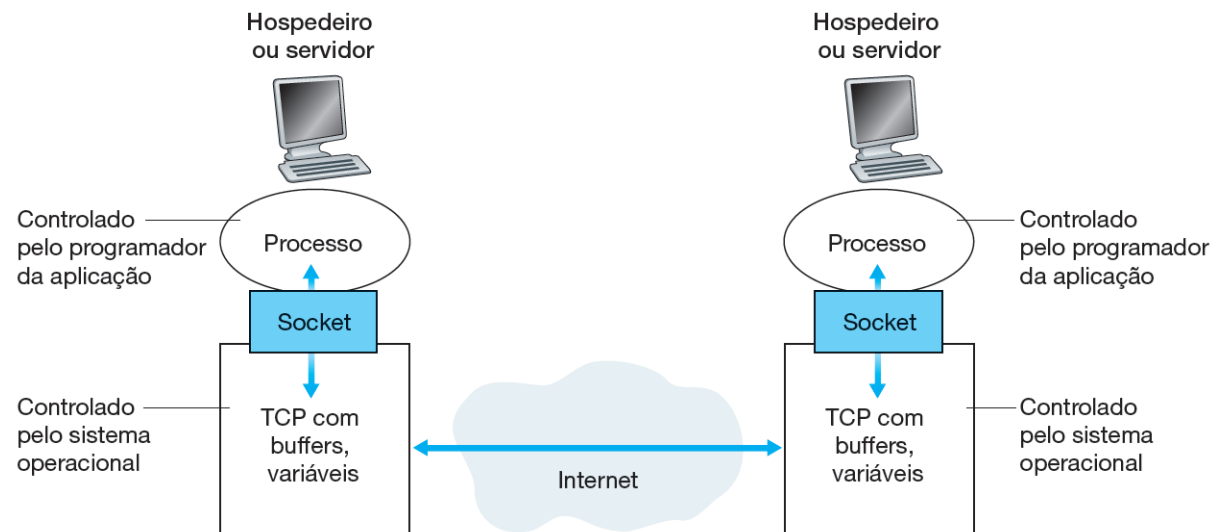 Hospedeiro
ou servidor
Hospedeiro
ou servidor
Controlado
pelo programador
da aplicação
Processo
Processo
Controlado
pelo programador
da aplicação
Socket
Socket
Controlado
pelo sistema
operacional
TCP com
buffers,
variáveis
Internet
TCP com
buffers,
variáveis
Controlado
pelo sistema
operacional